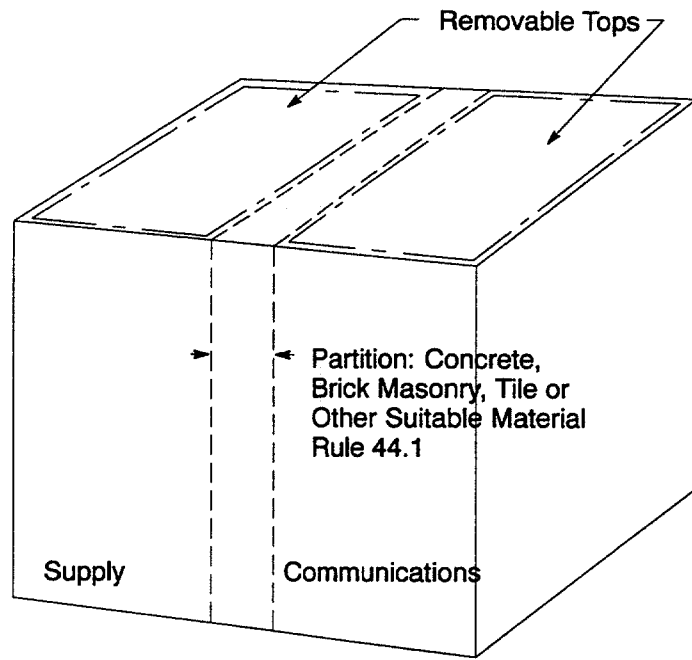 Removable Tops
Partition: Concrete,
Brick Masonry, Tile or
Other Suitable Material
Rule 44.1
Supply
Communications